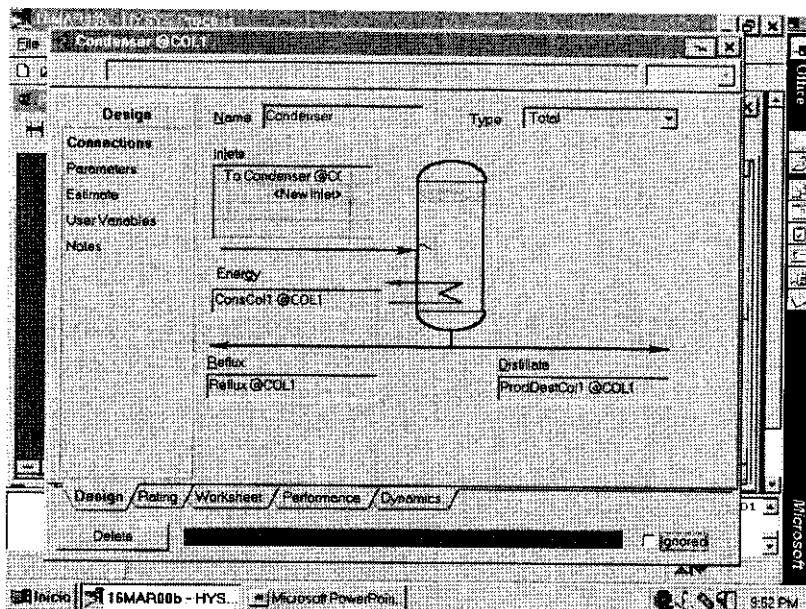 File
Condenser @COL1
Design
Name Condenser
Type Total
Connections
Parameters
Estimate
User Variables
Notes
Inlets
To Condenser @CC
<New Inlet>
Energy
ConsCol1 @COL1
Reflux
Reflux @COL1
Distillate
ProdDestCol1 @COL1
Design Rating Worksheet Performance Dynamics
Delete
Ignored
Office
Microsoft
Inicio 16MAR00b - HYS... Microsoft PowerPoin... 9:52 PM